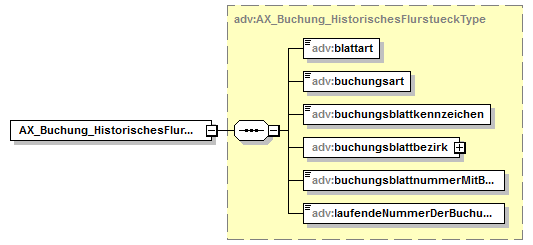 adv:AX_Buchung_HistorischesFlurstueckType
adv:blattart
adv:buchungsart
adv:buchungsblattkennzeichen
AX_Buchung_HistorischesFlur...
adv:buchungsblattbezirk
adv:buchungsblattnummerMitB...
adv:laufendeNummerDerBuchu...